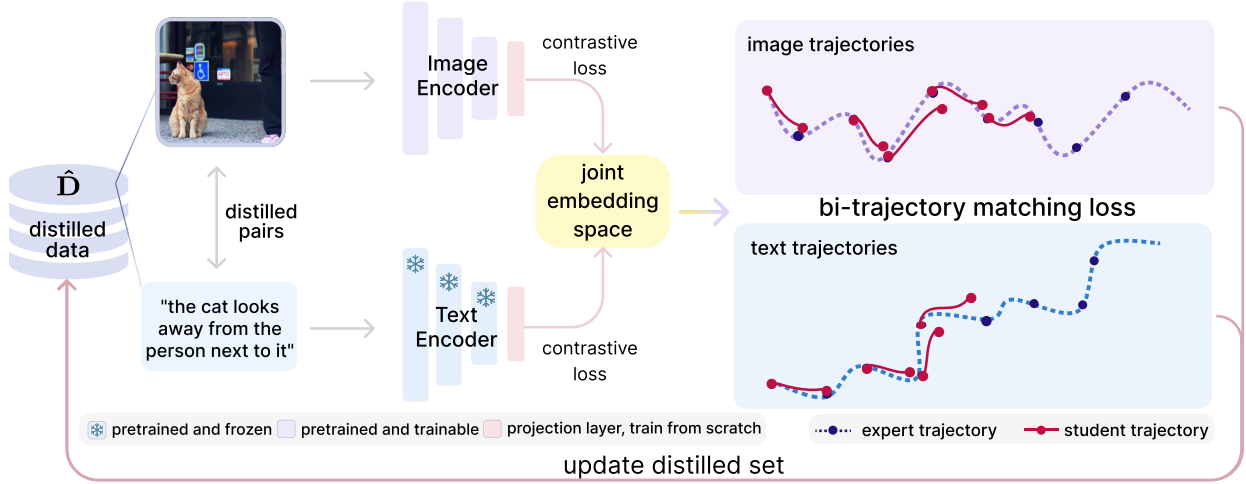 D̂
distilled
data
distilled
pairs
"the cat looks
away from the
person next to it"
Image
Encoder
Text
Encoder
contrastive
loss
contrastive
loss
joint
embedding
space
image trajectories
bi-trajectory matching loss
text trajectories
pretrained and frozen
pretrained and trainable
projection layer, train from scratch
expert trajectory
student trajectory
update distilled set